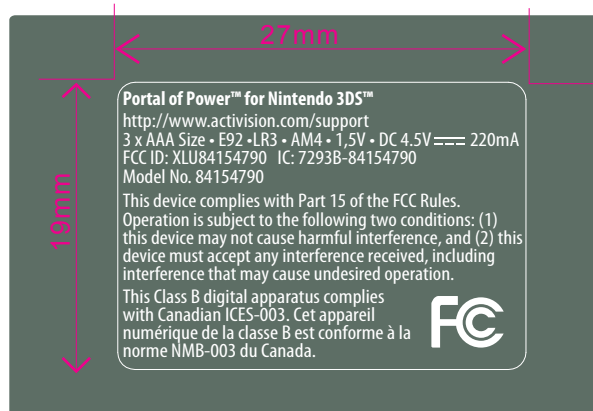 27mm
19mm
Portal of Power™ for Nintendo 3DS™
http://www.activision.com/support
3 x AAA Size • E92 •LR3 • AM4 • 1,5V • DC 4.5V 220mA
FCC ID: XLU84154790 IC: 7293B-84154790
Model No. 84154790
This device complies with Part 15 of the FCC Rules.
Operation is subject to the following two conditions: (1)
this device may not cause harmful interference, and (2) this
device must accept any interference received, including
interference that may cause undesired operation.
This Class B digital apparatus complies
with Canadian ICES-003. Cet appareil
numérique de la classe B est conforme à la
norme NMB-003 du Canada.
FC